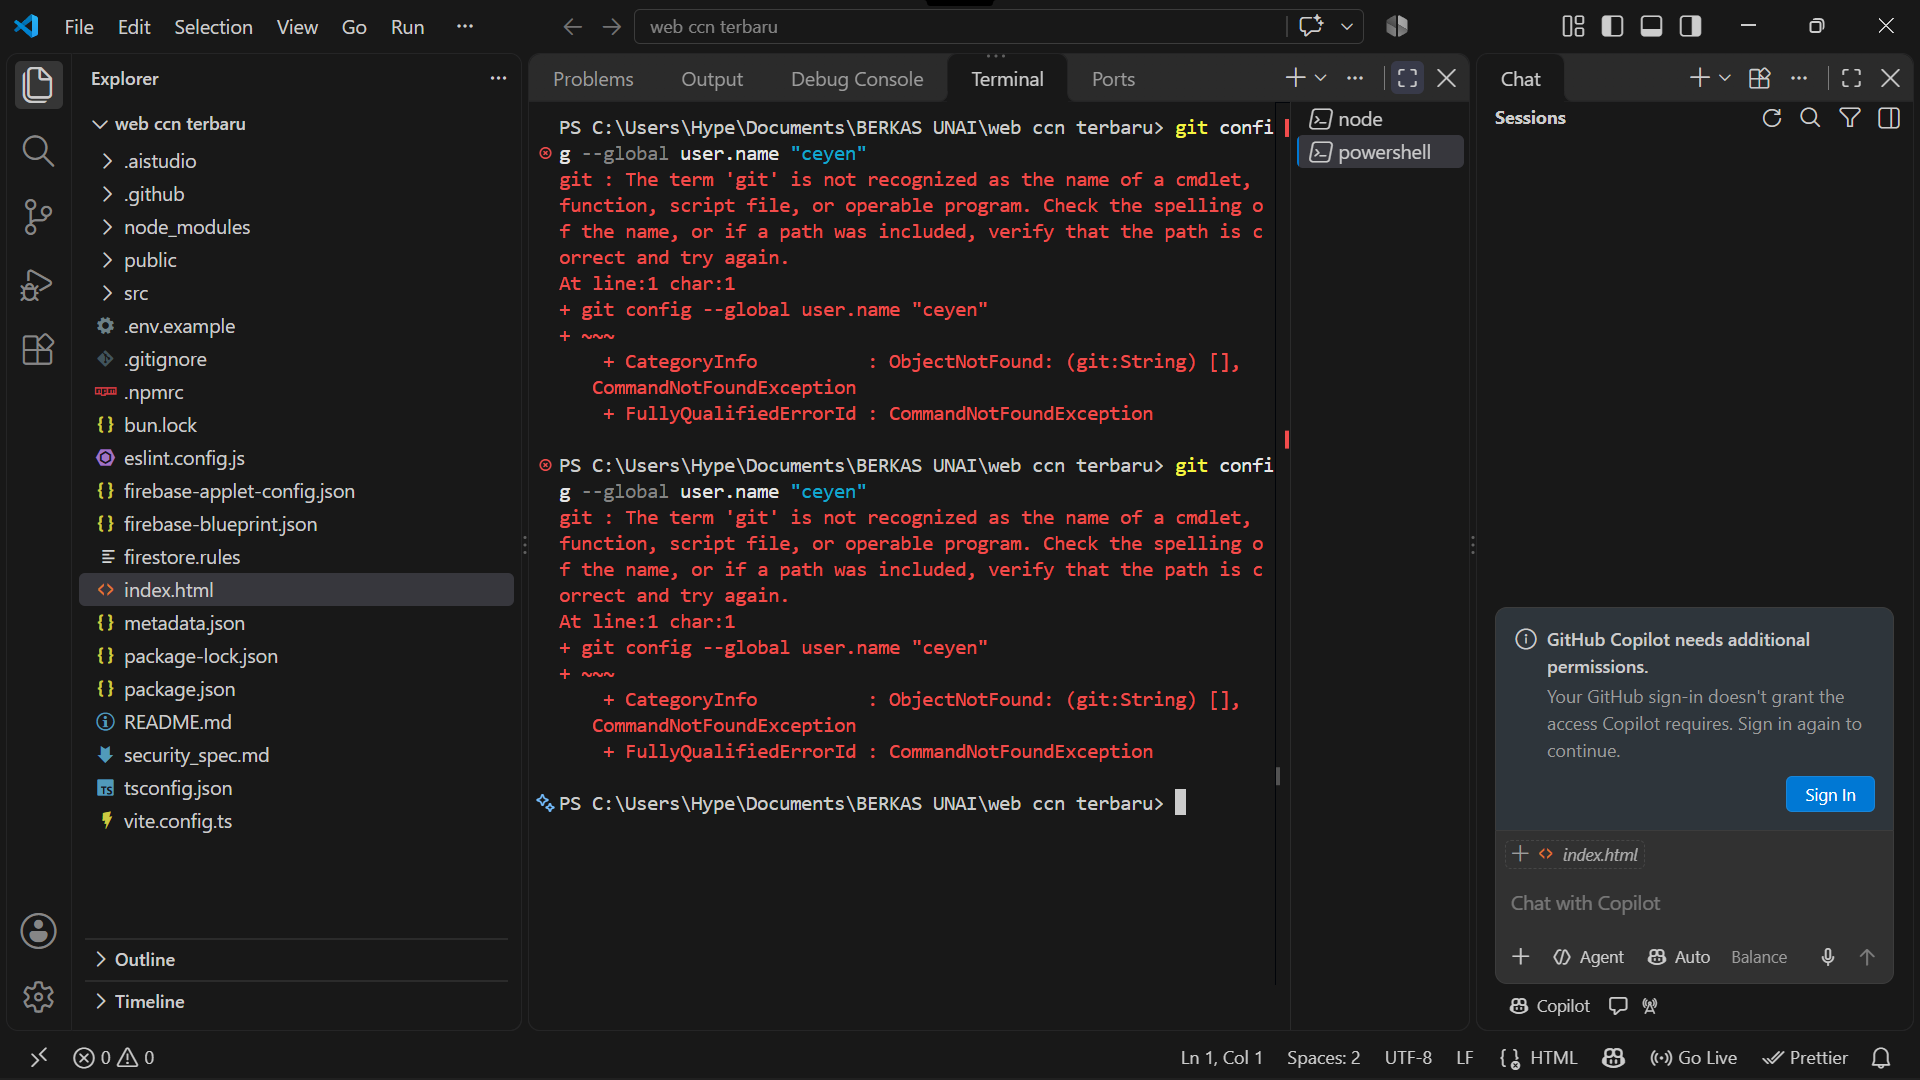 File Edit Selection View Go Run
web ccn terbaru
Explorer
web ccn terbaru
.aistudio
.github
node_modules
public
src
.env.example
.gitignore
.npmrc
bun.lock
eslint.config.js
firebase-applet-config.json
firebase-blueprint.json
firestore.rules
index.html
metadata.json
package-lock.json
package.json
README.md
security_spec.md
tsconfig.json
vite.config.ts
Outline
Timeline
Problems Output Debug Console Terminal Ports
PS C:\Users\Hype\Documents\BERKAS UNAI\web ccn terbaru> git confi
g --global user.name "ceyen"
git : The term 'git' is not recognized as the name of a cmdlet,
function, script file, or operable program. Check the spelling o
f the name, or if a path was included, verify that the path is c
orrect and try again.
At line:1 char:1
+ git config --global user.name "ceyen"
+ ~~~
+ CategoryInfo : ObjectNotFound: (git:String) [],
CommandNotFoundException
+ FullyQualifiedErrorId : CommandNotFoundException
PS C:\Users\Hype\Documents\BERKAS UNAI\web ccn terbaru> git confi
g --global user.name "ceyen"
git : The term 'git' is not recognized as the name of a cmdlet,
function, script file, or operable program. Check the spelling o
f the name, or if a path was included, verify that the path is c
orrect and try again.
At line:1 char:1
+ git config --global user.name "ceyen"
+ ~~~
+ CategoryInfo : ObjectNotFound: (git:String) [],
CommandNotFoundException
+ FullyQualifiedErrorId : CommandNotFoundException
PS C:\Users\Hype\Documents\BERKAS UNAI\web ccn terbaru>
node
powershell
Chat
Sessions
GitHub Copilot needs additional
permissions.
Your GitHub sign-in doesn't grant the
access Copilot requires. Sign in again to
continue.
Sign In
index.html
Chat with Copilot
Agent Auto Balance
Copilot
0 0
Ln 1, Col 1 Spaces: 2 UTF-8 LF HTML Go Live Prettier